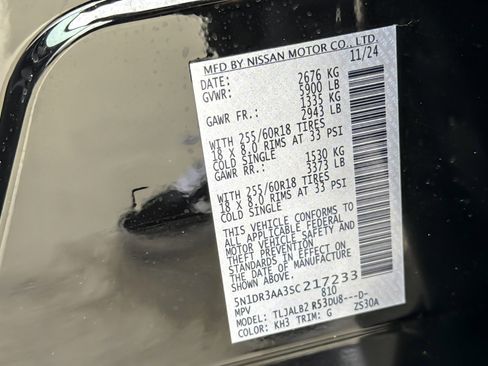 MFD BY NISSAN MOTOR CO., LTD.
DATE: 11/24
GVWR: 2676 KG
5900 LB
GAWR FR.: 1335 KG
2943 LB
WITH 255/60R18 TIRES
18 X 8.0 RIMS AT 33 PSI
COLD SINGLE
GAWR RR.: 1530 KG
3373 LB
WITH 255/60R18 TIRES
18 X 8.0 RIMS AT 33 PSI
COLD SINGLE
THIS VEHICLE CONFORMS TO
ALL APPLICABLE FEDERAL
MOTOR VEHICLE SAFETY AND
THEFT PREVENTION
STANDARDS IN EFFECT ON
THE DATE OF MANUFACTURE
SHOWN ABOVE.
5N1DR3AA3SC217233
MPV 810
MODEL: TLJALB2 R53DU8---D-
COLOR: KH3 TRIM: G ZS30A